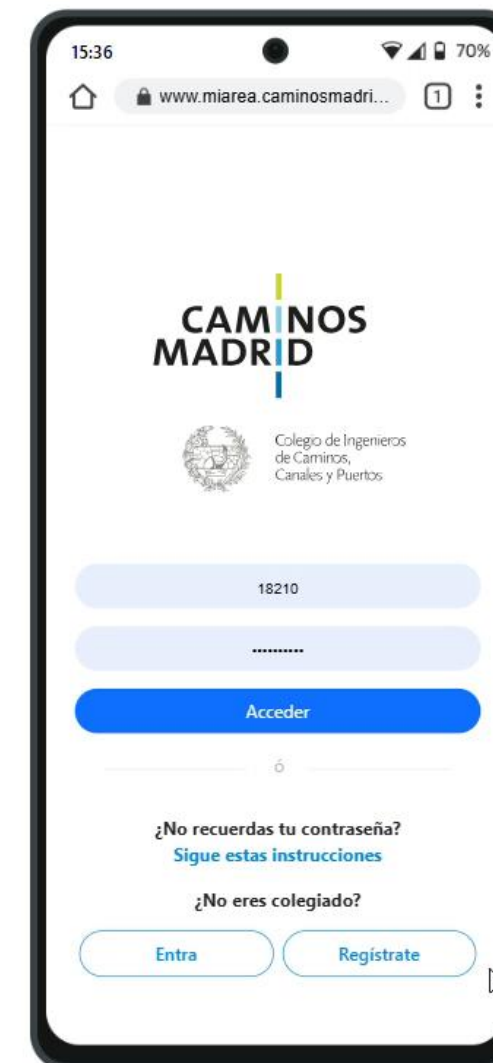 15:36
70%
www.miarea.caminosmadri...
1
CAMINOS
MADRID
Colegio de Ingenieros
de Caminos,
Canales y Puertos
18210
··········
Acceder
ó
¿No recuerdas tu contraseña?
Sigue estas instrucciones
¿No eres colegiado?
Entra
Regístrate